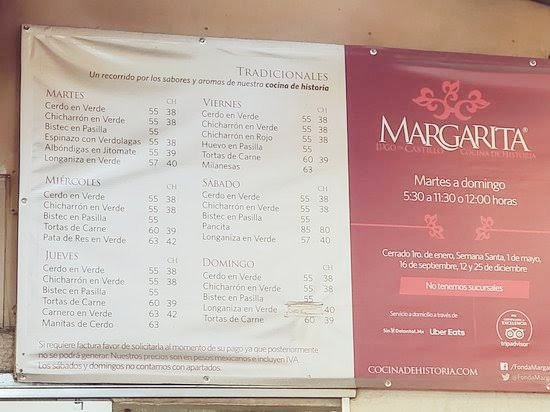 TRADICIONALES
Un recorrido por los sabores y aromas de nuestra cocina de historia
MARTES CH
Cerdo en Verde 55 38
Chicharrón en Verde 55 38
Bistec en Pasilla 55
Espinazo con Verdolagas 55 38
Albóndigas en Jitomate 55 39
Longaniza en Verde 57 40
MIÉRCOLES CH
Cerdo en Verde 55 38
Chicharrón en Verde 55 38
Bistec en Pasilla 55
Tortas de Carne 60 39
Pata de Res en Verde 63 42
JUEVES CH
Cerdo en Verde 55 38
Chicharrón en Verde 55 38
Bistec en Pasilla 55
Tortas de Carne 60 39
Carnero en Verde 63 42
Manitas de Cerdo 63
VIERNES CH
Cerdo en Verde 55 38
Chicharrón en Verde 55 38
Chicharrón en Rojo 55 38
Huevo en Pasilla 55
Tortas de Carne 60 39
Milanesas 63
SÁBADO CH
Cerdo en Verde 55 38
Chicharrón en Verde 55 38
Bistec en Pasilla 55
Pancita 85 80
Longaniza en Verde 57 40
DOMINGO CH
Cerdo en Verde 55 38
Chicharrón en Verde 55 38
Bistec en Pasilla 55
Longaniza en Verde 40
Tortas de Carne 60 39
Si requiere factura favor de solicitarla al momento de su pago ya que posteriormente
no se podrá generar. Nuestros precios son en pesos mexicanos e incluyen IVA
Los sábados y domingos no contamos con apartados.
MARGARITA®
JUGO DE CASTILLO COCINA DE HISTORIA
Martes a domingo
5:30 a 11:30 o 12:00 horas
Cerrado 1ro. de enero, Semana Santa, 1 de mayo,
16 de septiembre, 12 y 25 de diciembre
No tenemos sucursales
Servicio a domicilio a través de
SinDelantal.Mx Uber Eats
EXCELENCIA
tripadvisor
COCINADEHISTORIA.COM
/FondaMargar
@FondaMa